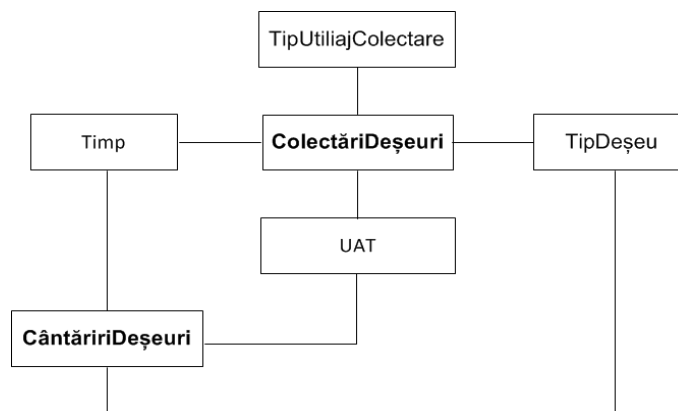 TipUtiliajColectare
Timp
ColectăriDeșeuri
TipDeșeu
UAT
CântăririDeșeuri